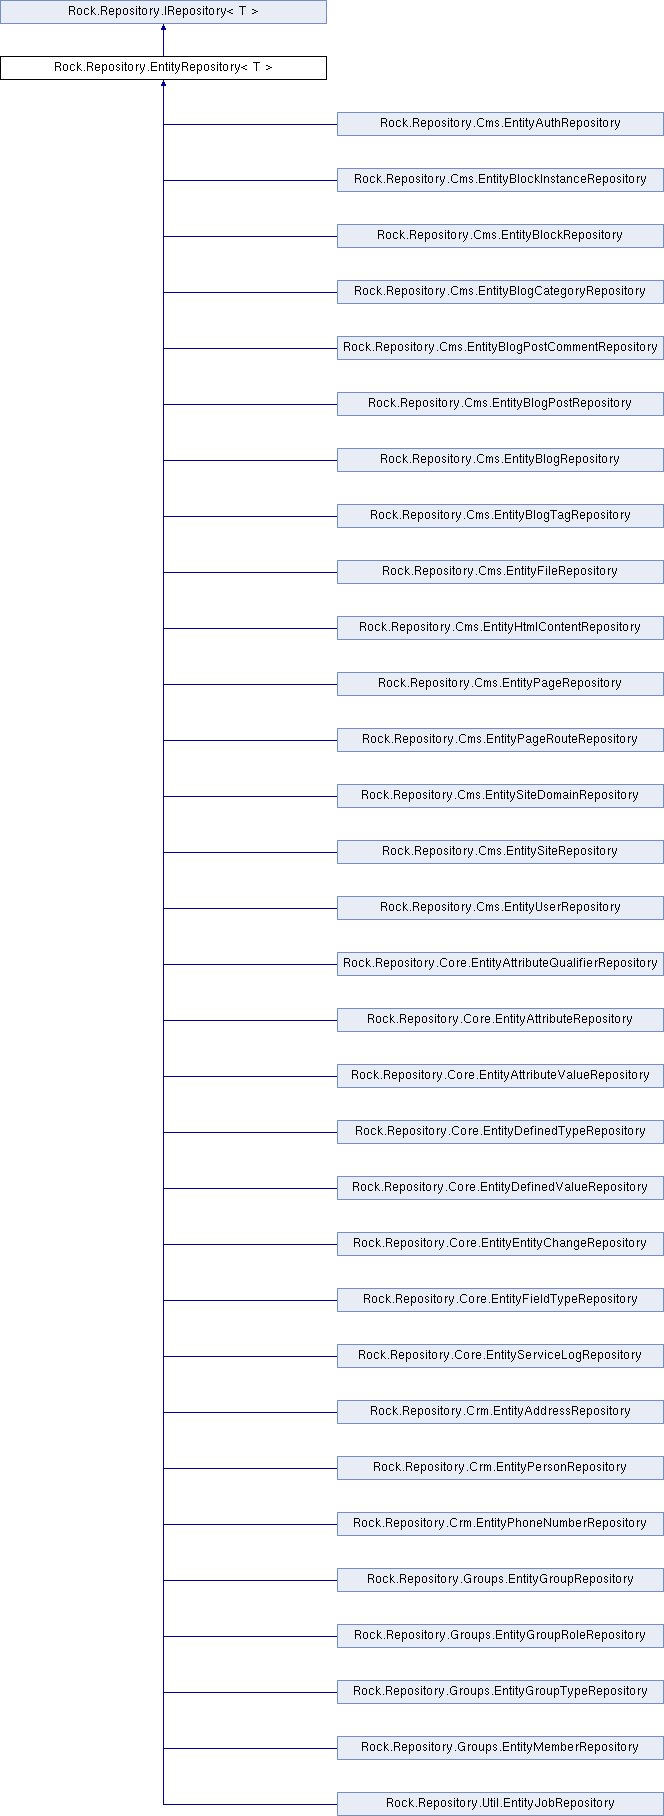 Rock.Repository.IRepository< T >
Rock.Repository.EntityRepository< T >
Rock.Repository.Cms.EntityAuthRepository
Rock.Repository.Cms.EntityBlockInstanceRepository
Rock.Repository.Cms.EntityBlockRepository
Rock.Repository.Cms.EntityBlogCategoryRepository
Rock.Repository.Cms.EntityBlogPostCommentRepository
Rock.Repository.Cms.EntityBlogPostRepository
Rock.Repository.Cms.EntityBlogRepository
Rock.Repository.Cms.EntityBlogTagRepository
Rock.Repository.Cms.EntityFileRepository
Rock.Repository.Cms.EntityHtmlContentRepository
Rock.Repository.Cms.EntityPageRepository
Rock.Repository.Cms.EntityPageRouteRepository
Rock.Repository.Cms.EntitySiteDomainRepository
Rock.Repository.Cms.EntitySiteRepository
Rock.Repository.Cms.EntityUserRepository
Rock.Repository.Core.EntityAttributeQualifierRepository
Rock.Repository.Core.EntityAttributeRepository
Rock.Repository.Core.EntityAttributeValueRepository
Rock.Repository.Core.EntityDefinedTypeRepository
Rock.Repository.Core.EntityDefinedValueRepository
Rock.Repository.Core.EntityEntityChangeRepository
Rock.Repository.Core.EntityFieldTypeRepository
Rock.Repository.Core.EntityServiceLogRepository
Rock.Repository.Crm.EntityAddressRepository
Rock.Repository.Crm.EntityPersonRepository
Rock.Repository.Crm.EntityPhoneNumberRepository
Rock.Repository.Groups.EntityGroupRepository
Rock.Repository.Groups.EntityGroupRoleRepository
Rock.Repository.Groups.EntityGroupTypeRepository
Rock.Repository.Groups.EntityMemberRepository
Rock.Repository.Util.EntityJobRepository